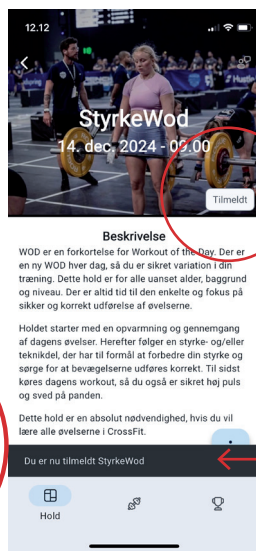 12.12
StyrkeWod
14. dec. 2024 - 09.00
Tilmeldt
Beskrivelse
WOD er en forkortelse for Workout of the Day. Der er
en ny WOD hver dag, så du er sikret variation i din
træning. Dette hold er for alle uanset alder, baggrund
og niveau. Der er altid tid til den enkelte og fokus på
sikker og korrekt udførelse af øvelserne.
Holdet starter med en opvarmning og gennemgang
af dagens øvelser. Herefter følger en styrke- og/eller
teknikdel, der har til formål at forbedre din styrke og
sørge for at bevægelserne udføres korrekt. Til sidst
køres dagens workout, så du også er sikret høj puls
og sved på panden.
Dette hold er en absolut nødvendighed, hvis du vil
lære alle øvelserne i CrossFit.
Du er nu tilmeldt StyrkeWod
Hold